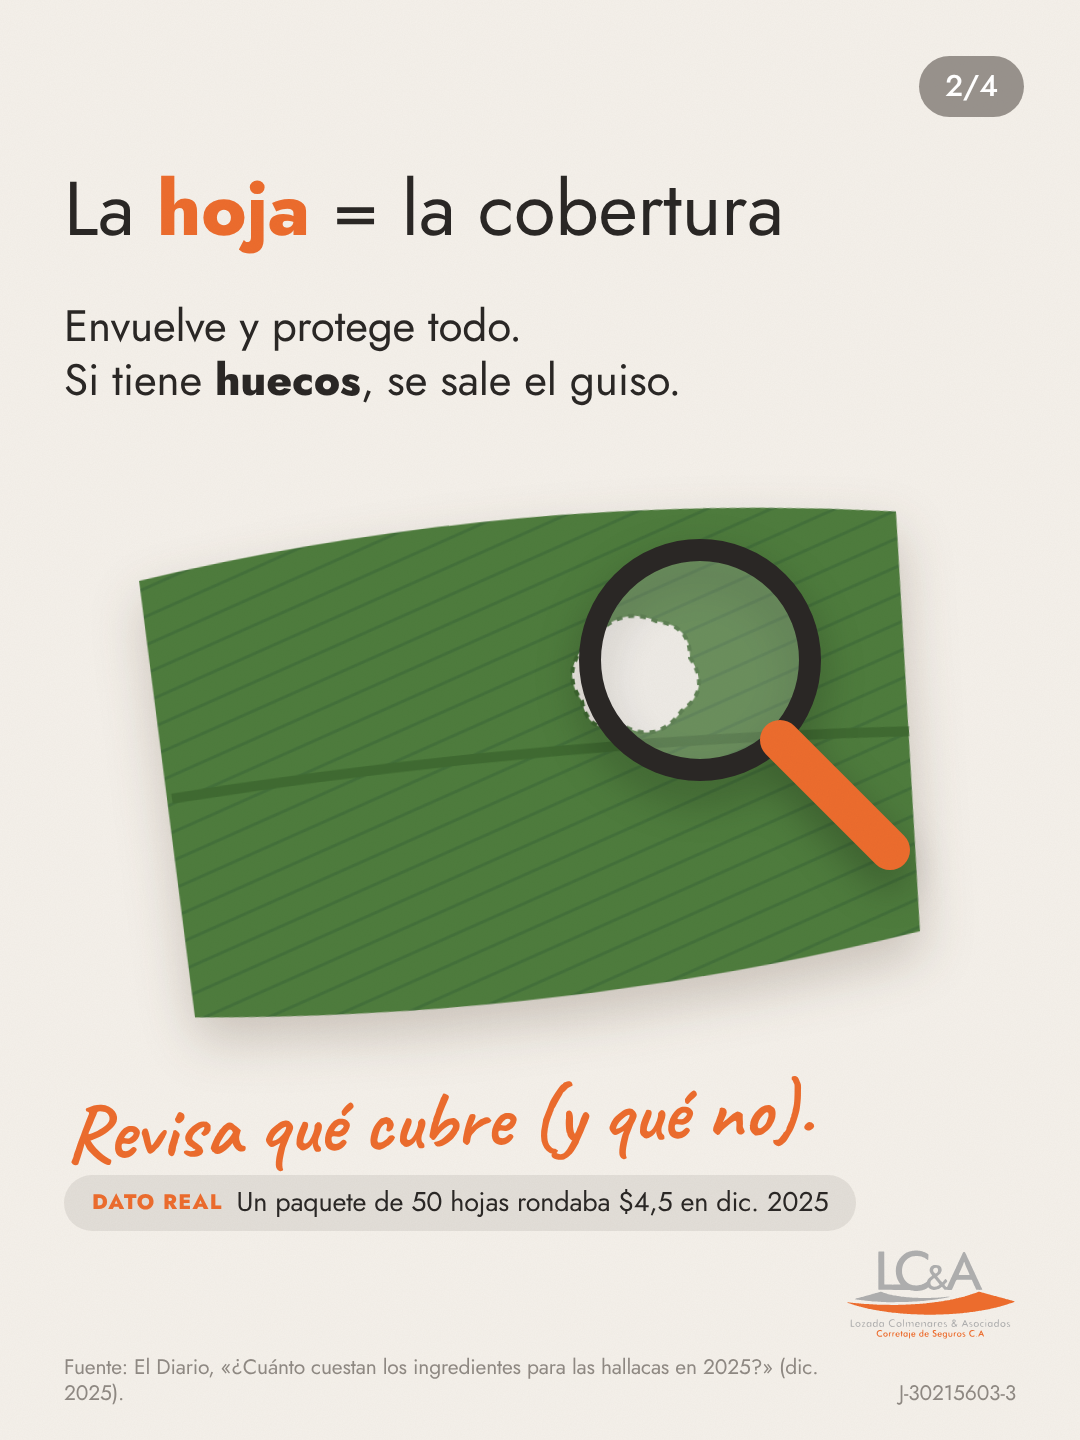 2/4
La hoja = la cobertura
Envuelve y protege todo.
Si tiene huecos, se sale el guiso.
Revisa qué cubre (y qué no).
DATO REAL Un paquete de 50 hojas rondaba $4,5 en dic. 2025
LC&A
Lozada Colmenares & Asociados
Corretaje de Seguros C.A
Fuente: El Diario, «¿Cuánto cuestan los ingredientes para las hallacas en 2025?» (dic.
2025).
J-30215603-3